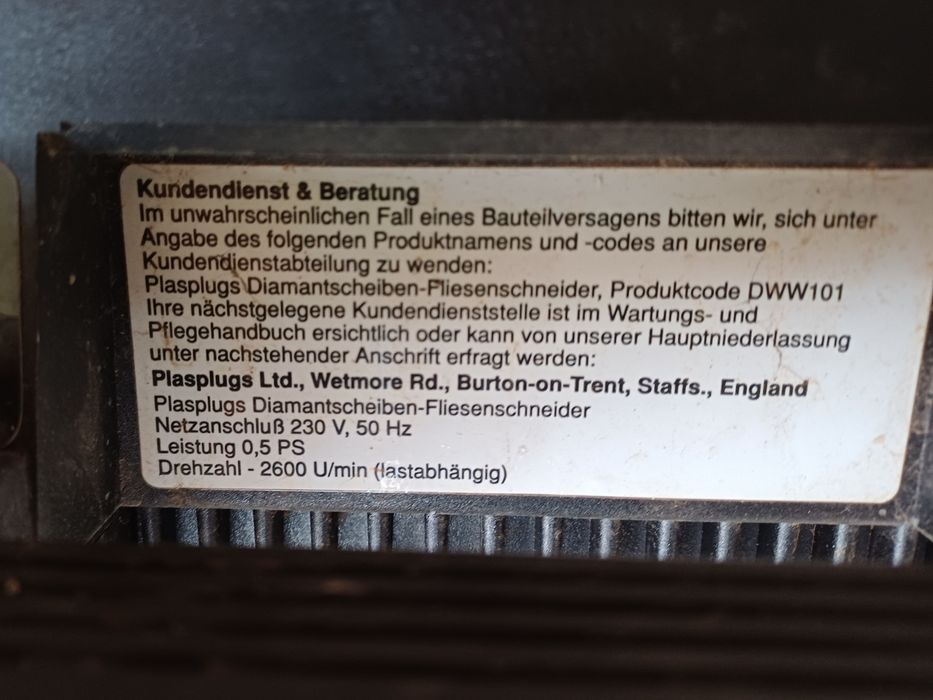 Kundendienst & Beratung
Im unwahrscheinlichen Fall eines Bauteilversagens bitten wir, sich unter
Angabe des folgenden Produktnamens und -codes an unsere
Kundendienstabteilung zu wenden:
Plasplugs Diamantscheiben-Fliesenschneider, Produktcode DWW101
Ihre nächstgelegene Kundendienststelle ist im Wartungs- und
Pflegehandbuch ersichtlich oder kann von unserer Hauptniederlassung
unter nachstehender Anschrift erfragt werden:
Plasplugs Ltd., Wetmore Rd., Burton-on-Trent, Staffs., England
Plasplugs Diamantscheiben-Fliesenschneider
Netzanschluß 230 V, 50 Hz
Leistung 0,5 PS
Drehzahl - 2600 U/min (lastabhängig)